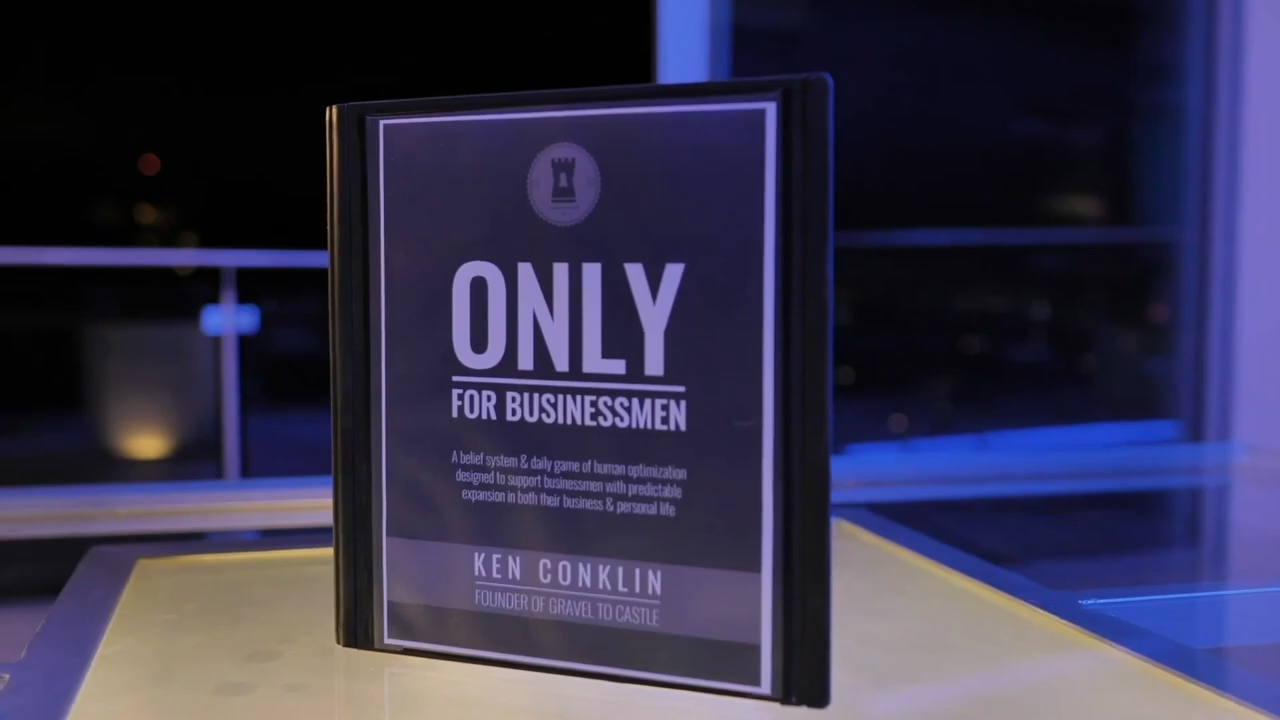 ONLY
FOR BUSINESSMEN
A belief system & daily game of human optimization
designed to support businessmen with predictable
expansion in both their business & personal life
KEN CONKLIN
FOUNDER OF GRAVEL TO CASTLE